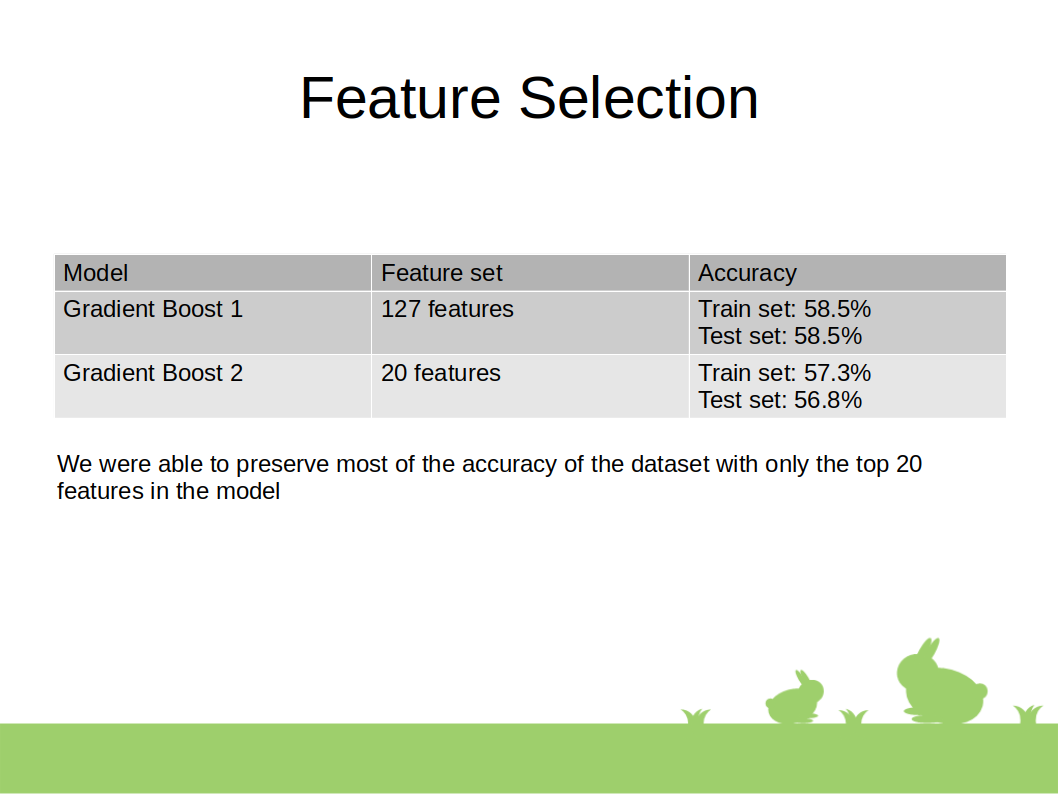 Feature Selection
Model Feature set Accuracy
Gradient Boost 1 127 features Train set: 58.5%
Test set: 58.5%
Gradient Boost 2 20 features Train set: 57.3%
Test set: 56.8%
We were able to preserve most of the accuracy of the dataset with only the top 20
features in the model